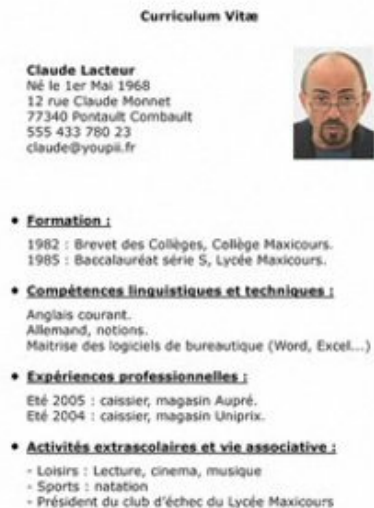 Curriculum Vitæ
Claude Lacteur
Né le 1er Mai 1968
12 rue Claude Monnet
77340 Pontault Combault
555 433 780 23
claude@youpii.fr
• Formation :
1982 : Brevet des Collèges, Collège Maxicours.
1985 : Baccalauréat série S, Lycée Maxicours.
• Compétences linguistiques et techniques :
Anglais courant.
Allemand, notions.
Maitrise des logiciels de bureautique (Word, Excel...)
• Expériences professionnelles :
Eté 2005 : caissier, magasin Aupré.
Eté 2004 : caissier, magasin Uniprix.
• Activités extrascolaires et vie associative :
- Loisirs : Lecture, cinema, musique
- Sports : natation
- Président du club d'échec du Lycée Maxicours